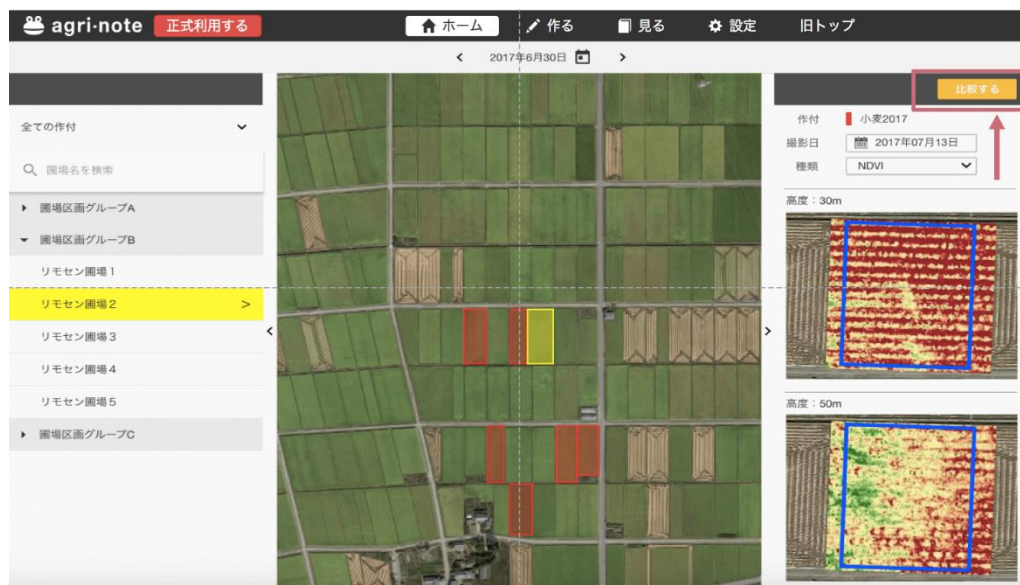 agri-note 正式利用する ホーム 作る 見る 設定 旧トップ
2017年6月30日
比較する
全ての作付
圃場名を検索
圃場区画グループA
圃場区画グループB
リモセン圃場1
リモセン圃場2
リモセン圃場3
リモセン圃場4
リモセン圃場5
圃場区画グループC
作付 小麦2017
撮影日 2017年07月13日
種類 NDVI
高度：30m
高度：50m